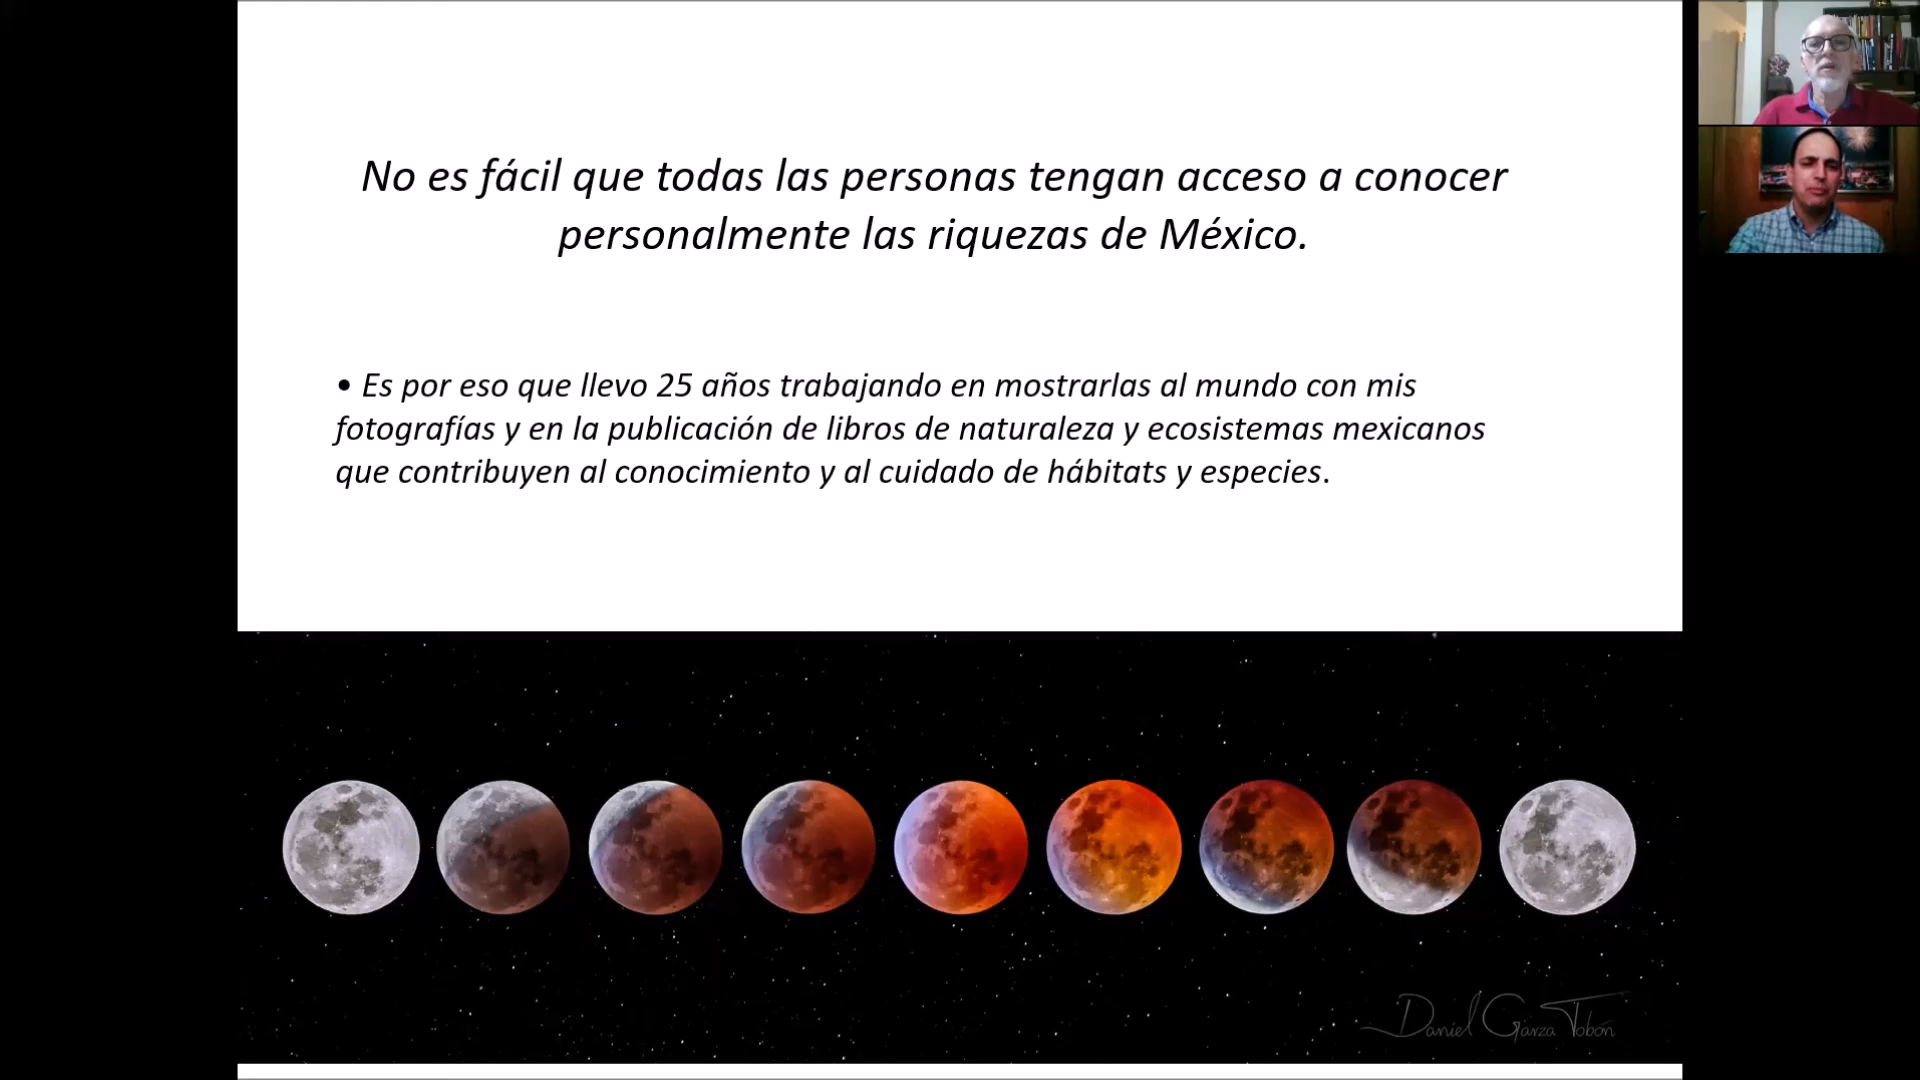 No es fácil que todas las personas tengan acceso a conocer
personalmente las riquezas de México.
• Es por eso que llevo 25 años trabajando en mostrarlas al mundo con mis
fotografías y en la publicación de libros de naturaleza y ecosistemas mexicanos
que contribuyen al conocimiento y al cuidado de hábitats y especies.
Daniel Garza Tobón